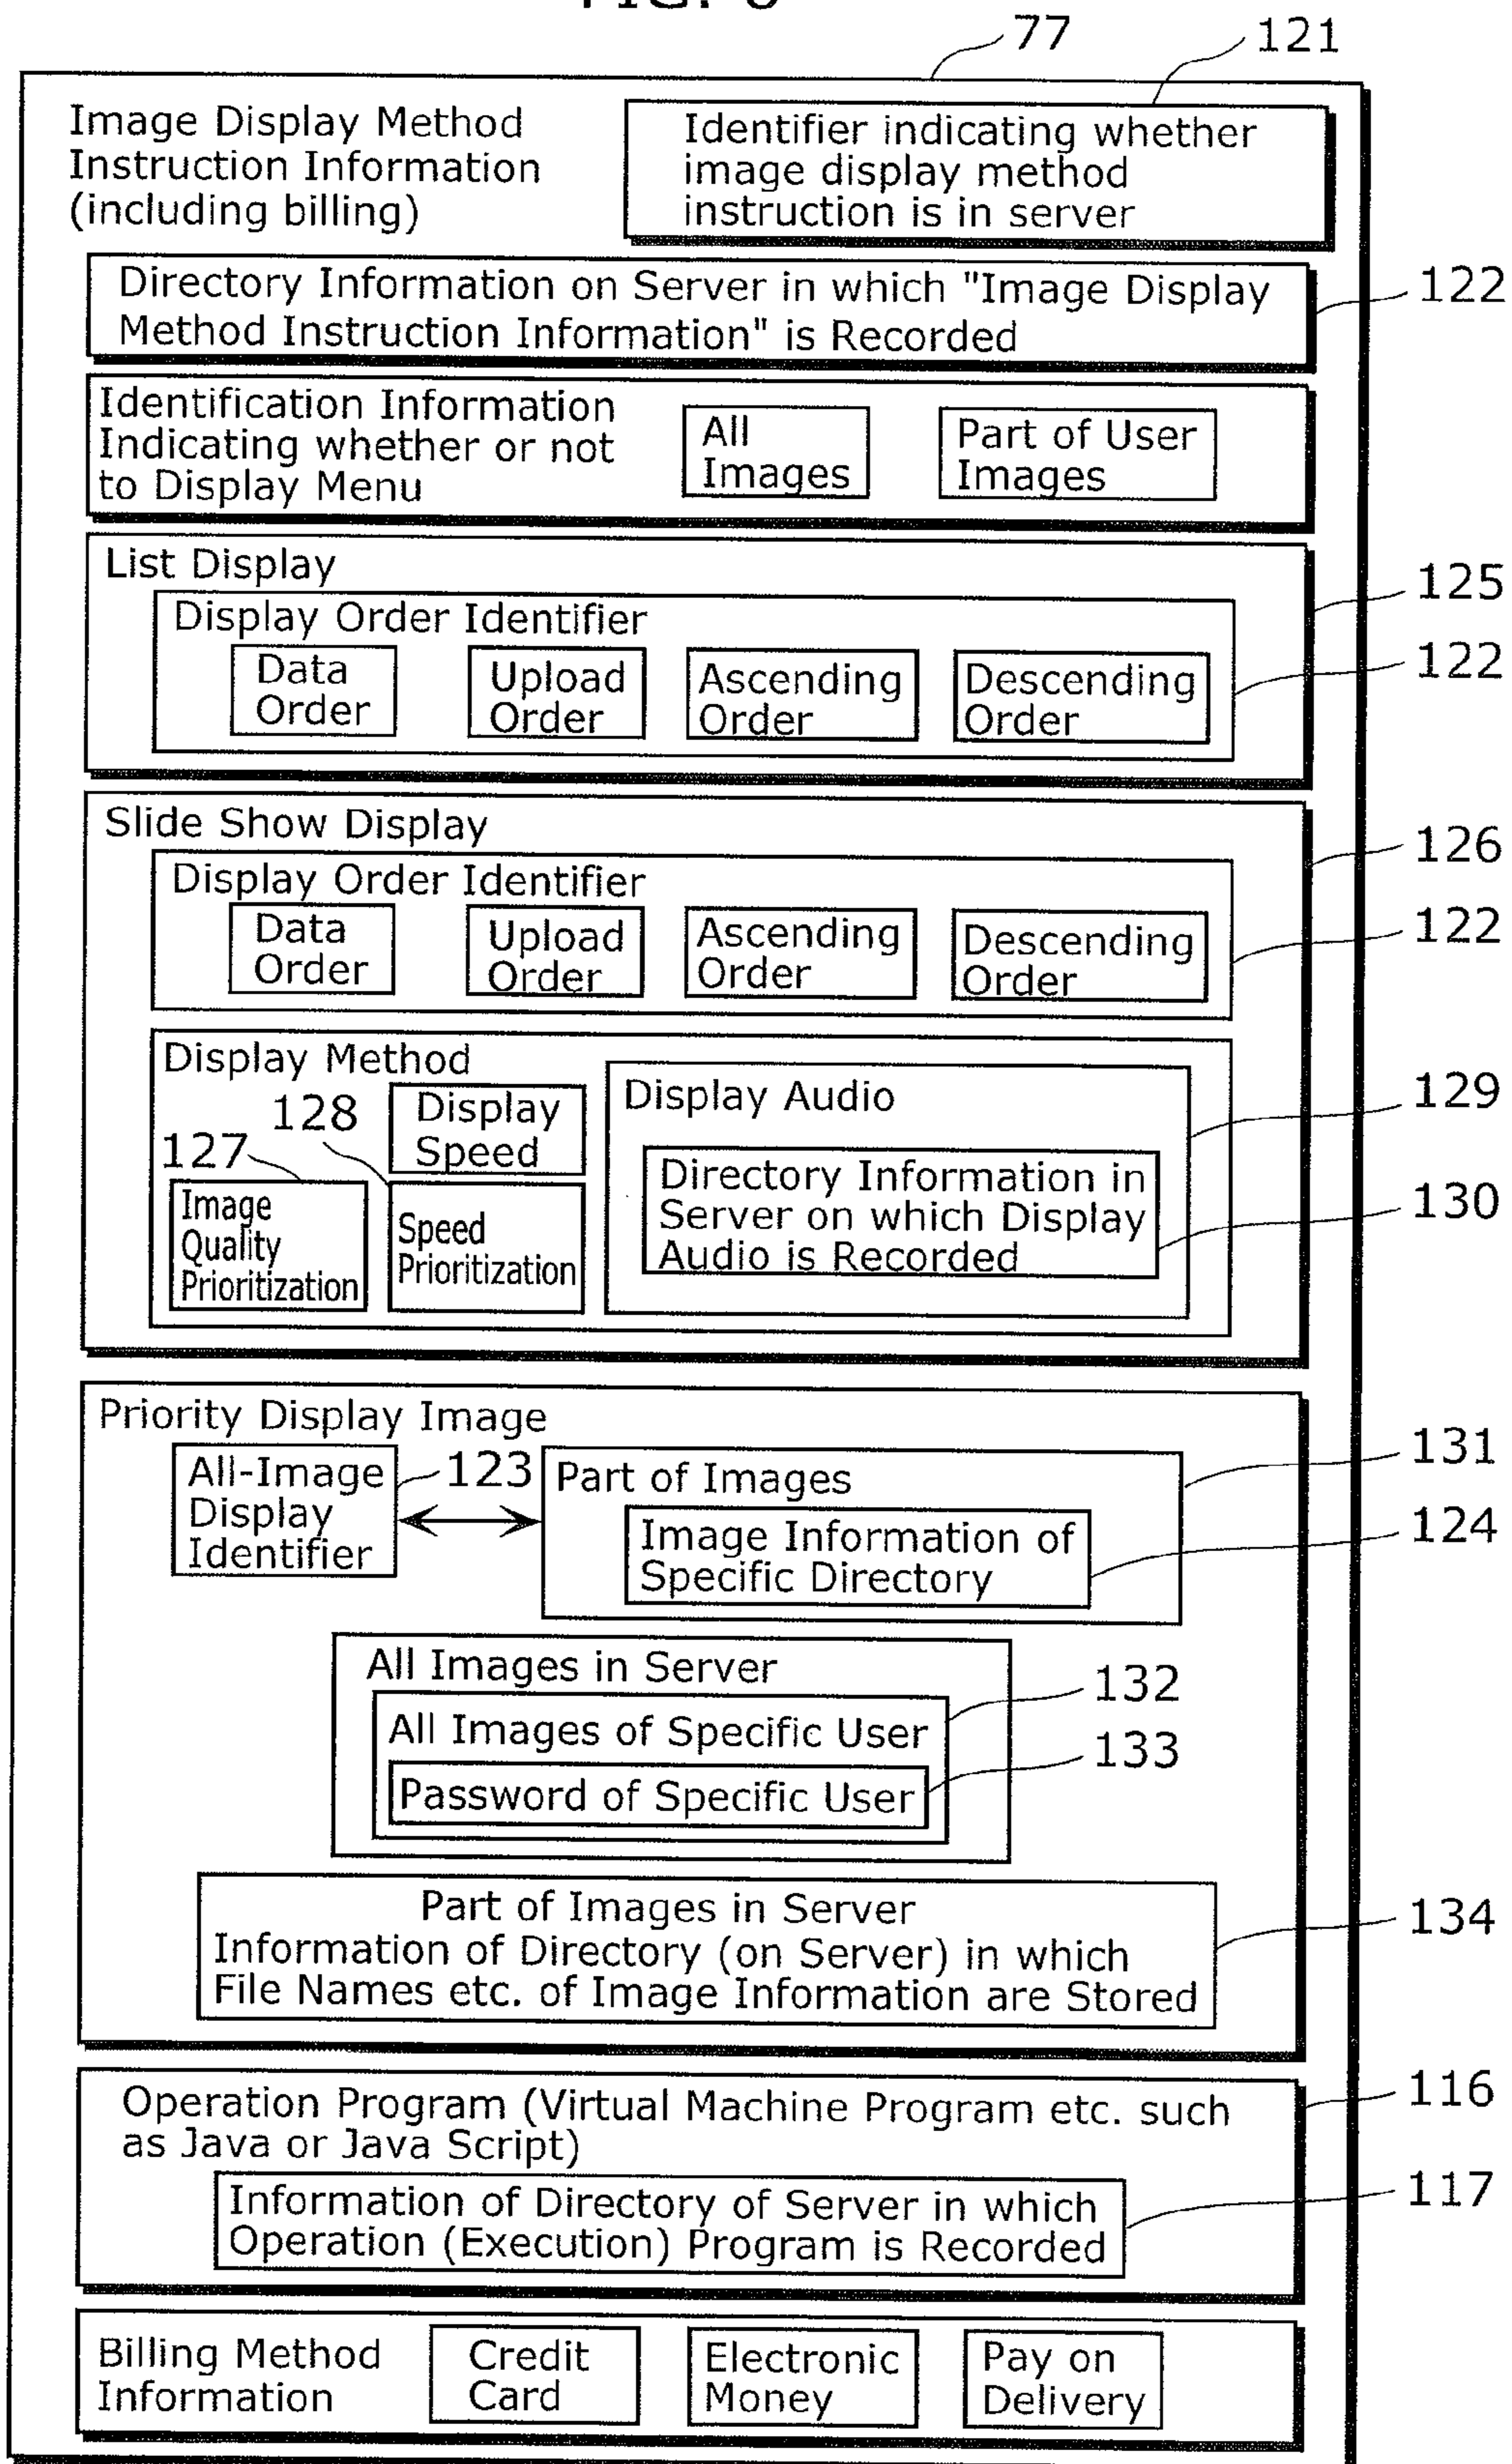 77
121
Image Display Method
Instruction Information
(including billing)
Identifier indicating whether
image display method
instruction is in server
Directory Information on Server in which "Image Display
Method Instruction Information" is Recorded
122
Identification Information
Indicating whether or not
to Display Menu
All
Images
Part of User
Images
List Display
125
Display Order Identifier
Data
Order
Upload
Order
Ascending
Order
Descending
Order
122
Slide Show Display
126
Display Order Identifier
Data
Order
Upload
Order
Ascending
Order
Descending
Order
122
Display Method
128
127
Display
Speed
Image
Quality
Prioritization
Speed
Prioritization
Display Audio
129
Directory Information in
Server on which Display
Audio is Recorded
130
Priority Display Image
All-Image
Display
Identifier
123
Part of Images
131
Image Information of
Specific Directory
124
All Images in Server
All Images of Specific User
132
Password of Specific User
133
Part of Images in Server
Information of Directory (on Server) in which
File Names etc. of Image Information are Stored
134
Operation Program (Virtual Machine Program etc. such
as Java or Java Script)
116
Information of Directory of Server in which
Operation (Execution) Program is Recorded
117
Billing Method
Information
Credit
Card
Electronic
Money
Pay on
Delivery